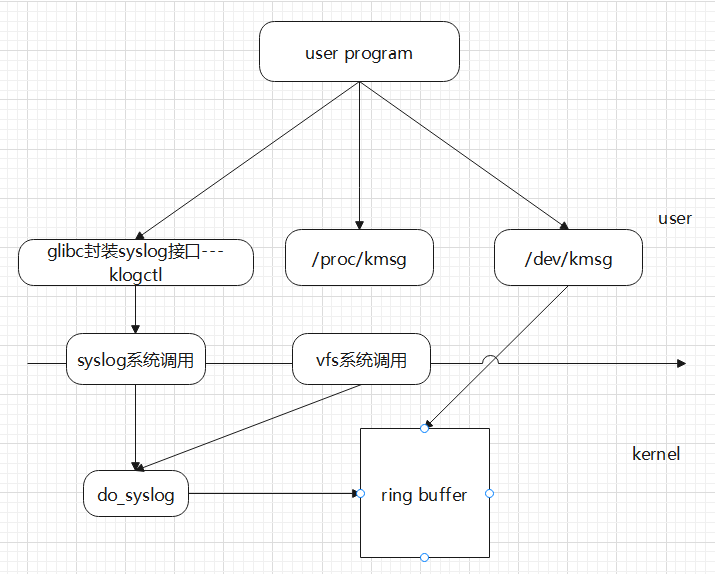 user program
user
glibc封装syslog接口---
klogctl
/proc/kmsg
/dev/kmsg
syslog系统调用
vfs系统调用
kernel
do_syslog
ring buffer